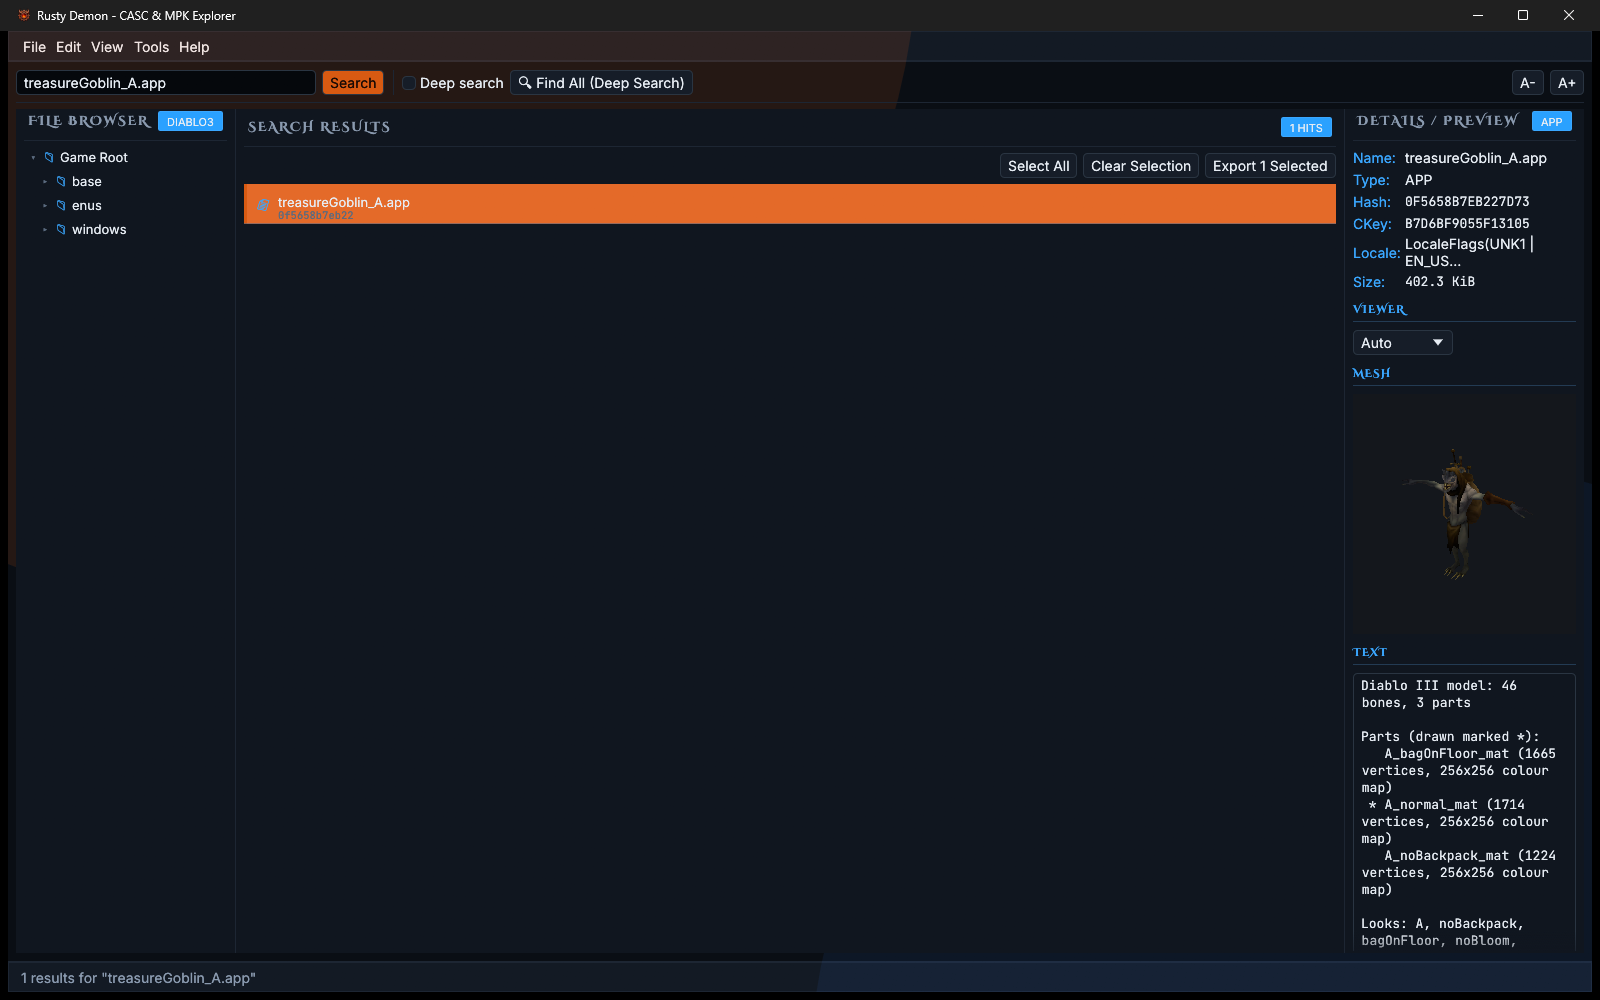 Rusty Demon - CASC & MPK Explorer
File Edit View Tools Help
treasureGoblin_A.app
Search
Deep search
Find All (Deep Search)
A-
A+
FILE BROWSER
DIABLO3
Game Root
base
enus
windows
SEARCH RESULTS
1 HITS
Select All
Clear Selection
Export 1 Selected
treasureGoblin_A.app
0f5658b7eb22
DETAILS / PREVIEW
APP
Name: treasureGoblin_A.app
Type: APP
Hash: 0F5658B7EB227D73
CKey: B7D6BF9055F13105
Locale: LocaleFlags(UNK1 |
EN_US...
Size: 402.3 KiB
VIEWER
Auto
MESH
TEXT
Diablo III model: 46
bones, 3 parts
Parts (drawn marked *):
A_bagOnFloor_mat (1665
vertices, 256x256 colour
map)
* A_normal_mat (1714
vertices, 256x256 colour
map)
A_noBackpack_mat (1224
vertices, 256x256 colour
map)
Looks: A, noBackpack,
bagOnFloor, noBloom,
1 results for "treasureGoblin_A.app"